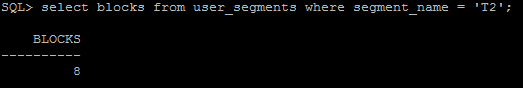 SQL> select blocks from user_segments where segment_name = 'T2';
BLOCKS
----------
8